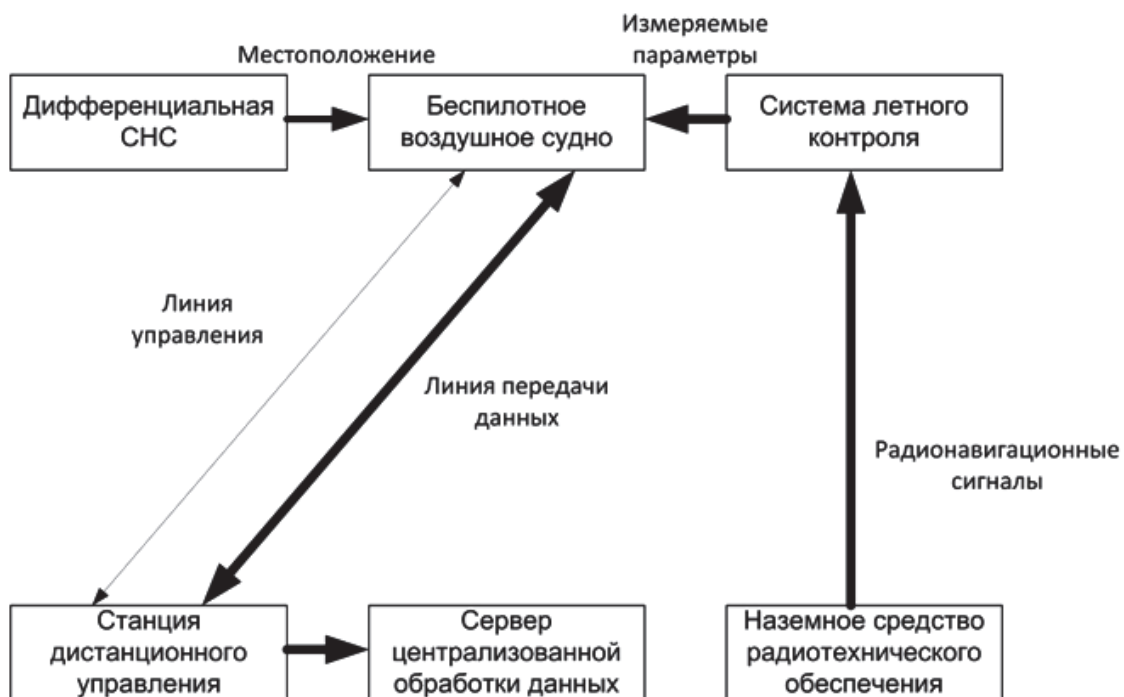 Местоположение
Измеряемые
параметры
Дифференциальная
СНС
Беспилотное
воздушное судно
Система летного
контроля
Линия
управления
Линия передачи
данных
Радионавигационные
сигналы
Станция
дистанционного
управления
Сервер
централизованной
обработки данных
Наземное средство
радиотехнического
обеспечения